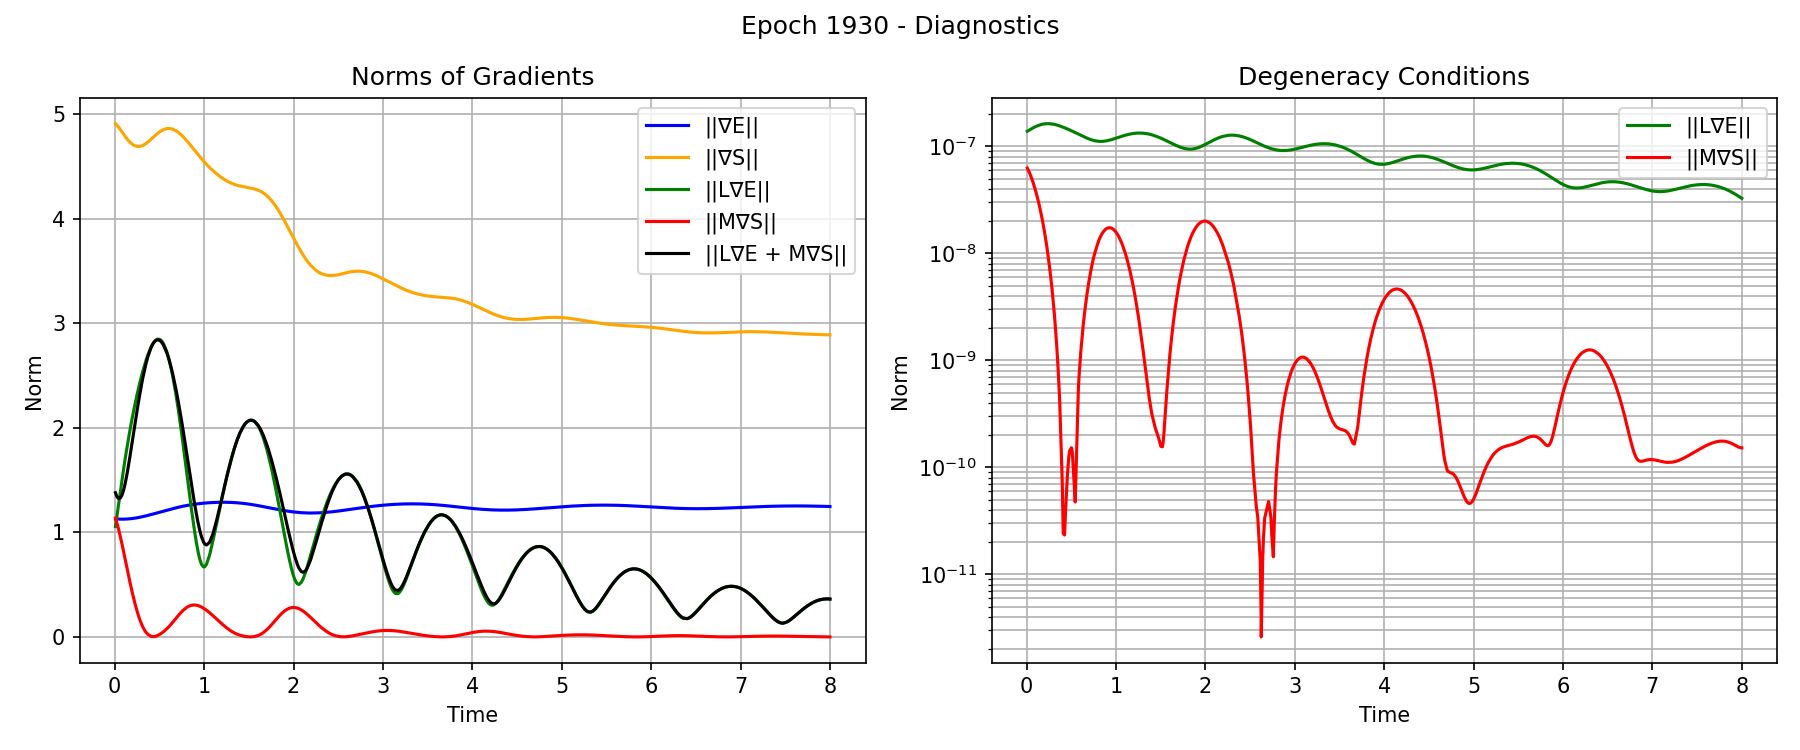 Epoch 1930 - Diagnostics
Norms of Gradients
5
4
3
2
1
0
Norm
0 1 2 3 4 5 6 7 8
Time
||∇E||
||∇S||
||L∇E||
||M∇S||
||L∇E + M∇S||
Degeneracy Conditions
10⁻⁷
10⁻⁸
10⁻⁹
10⁻¹⁰
10⁻¹¹
Norm
0 1 2 3 4 5 6 7 8
Time
||L∇E||
||M∇S||